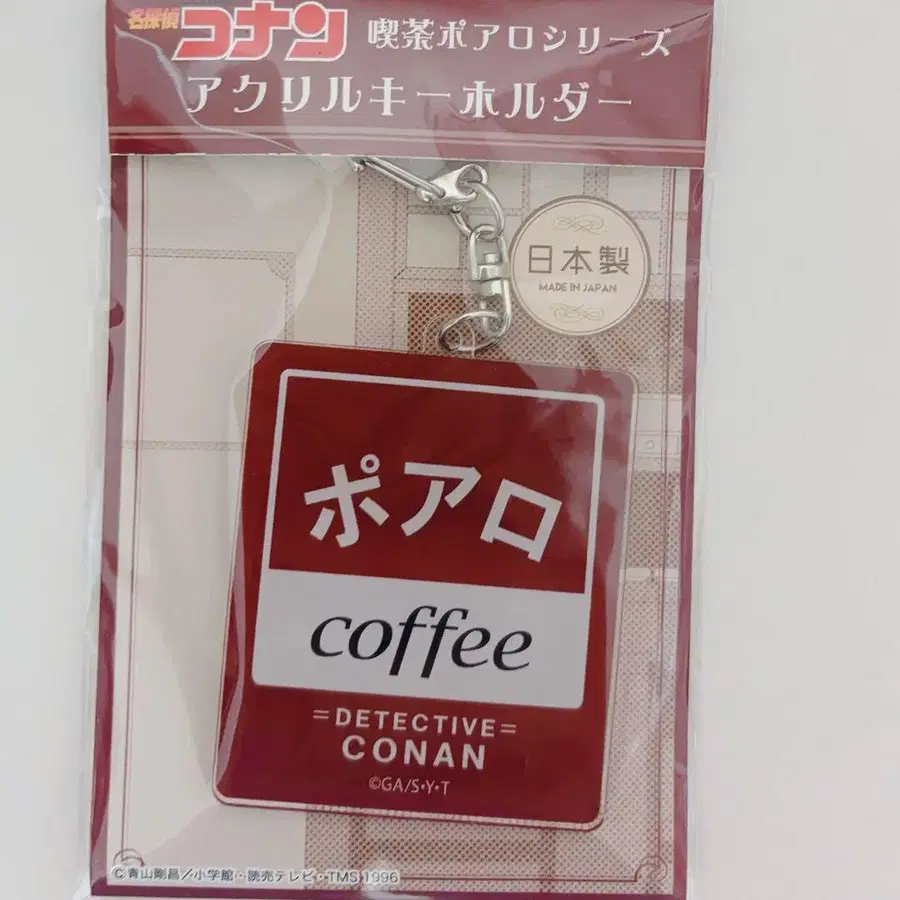 名探偵
コナン 喫茶ポアロシリーズ
アクリルキーホルダー
日本製
MADE IN JAPAN
ポアロ
coffee
=DETECTIVE=
CONAN
©GA/S•Y•T
©青山剛昌／小学館・読売テレビ・TMS 1996